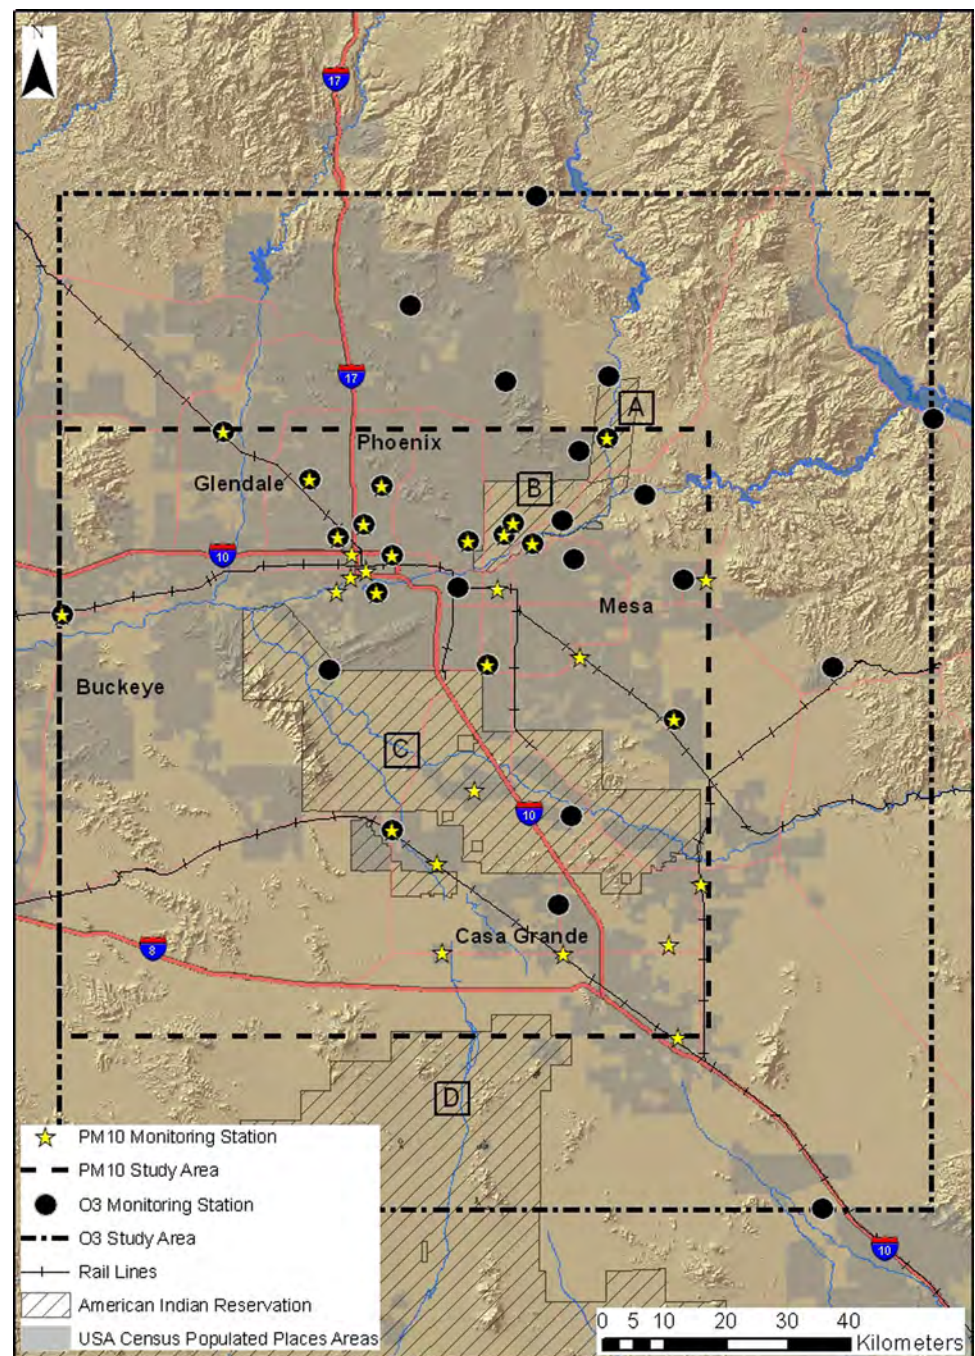 N
17
17
A
Phoenix
Glendale
B
10
Mesa
Buckeye
C
10
Casa Grande
8
D
PM10 Monitoring Station
PM10 Study Area
O3 Monitoring Station
O3 Study Area
Rail Lines
10
American Indian Reservation
USA Census Populated Places Areas
0 5 10 20 30 40
Kilometers